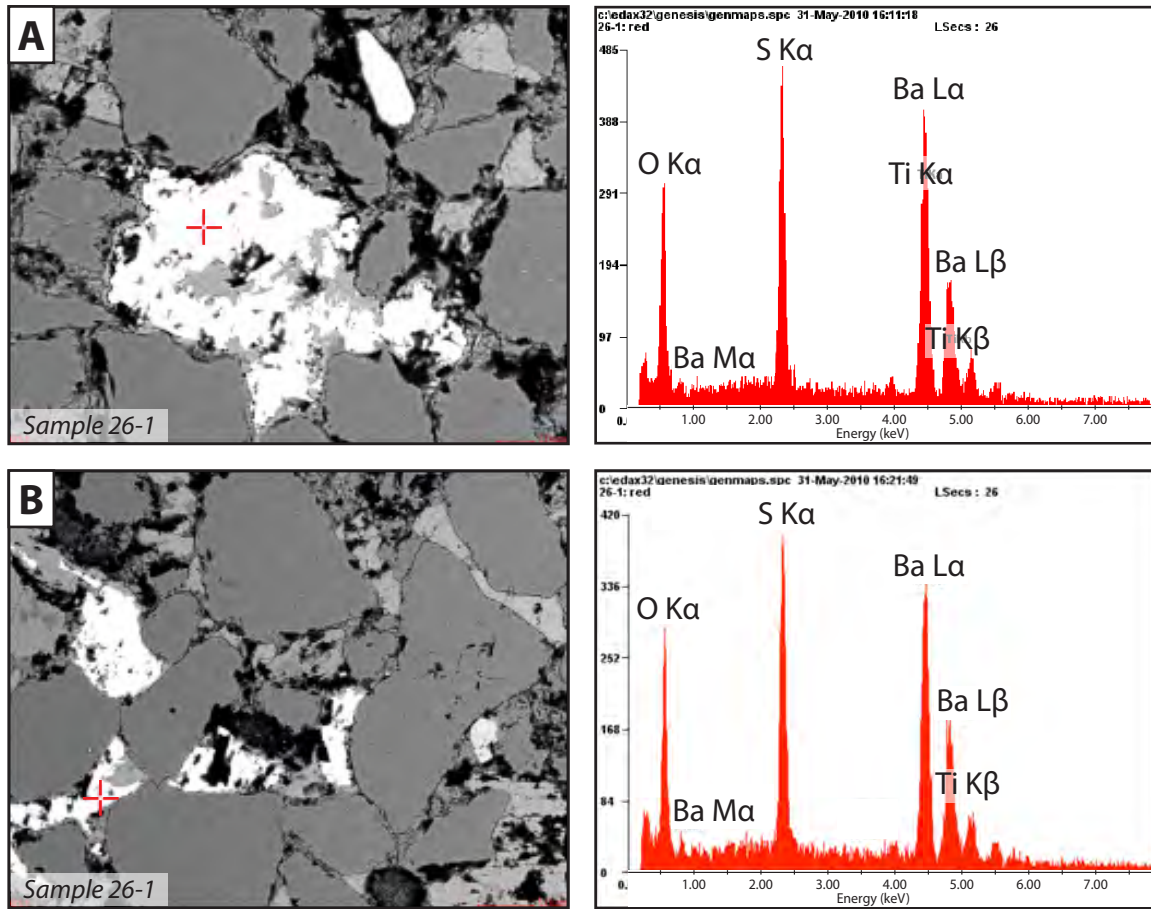 A
Sample 26-1
c:\edax32\genesis\genmaps.spc 31-May-2010 16:11:18
26-1: red LSecs : 26
485
388
291
194
97
0
S Kα
Ba Lα
O Kα
Ti Kα
Ba Lβ
Ti Kβ
Ba Mα
0. 1.00 2.00 3.00 4.00 5.00 6.00 7.00
Energy (keV)
B
Sample 26-1
c:\edax32\genesis\genmaps.spc 31-May-2010 16:21:49
26-1: red LSecs : 26
420
336
252
168
84
0
S Kα
Ba Lα
O Kα
Ba Lβ
Ti Kβ
Ba Mα
0. 1.00 2.00 3.00 4.00 5.00 6.00 7.00
Energy (keV)